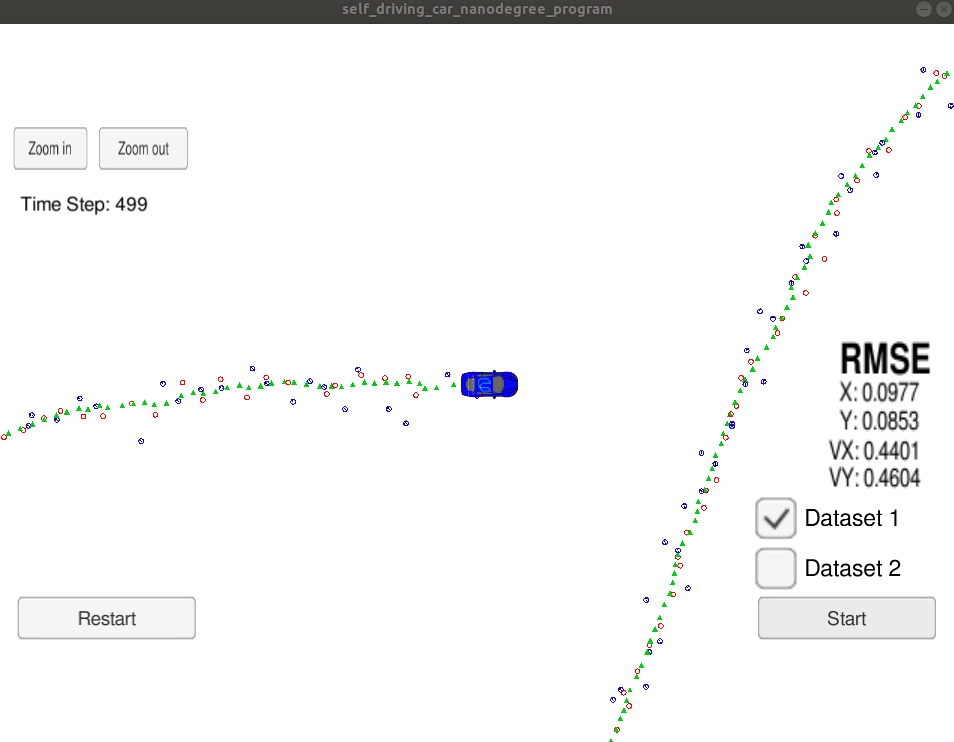 self_driving_car_nanodegree_program
Zoom in Zoom out
Time Step: 499
RMSE
X: 0.0977
Y: 0.0853
VX: 0.4401
VY: 0.4604
Dataset 1
Dataset 2
Restart
Start